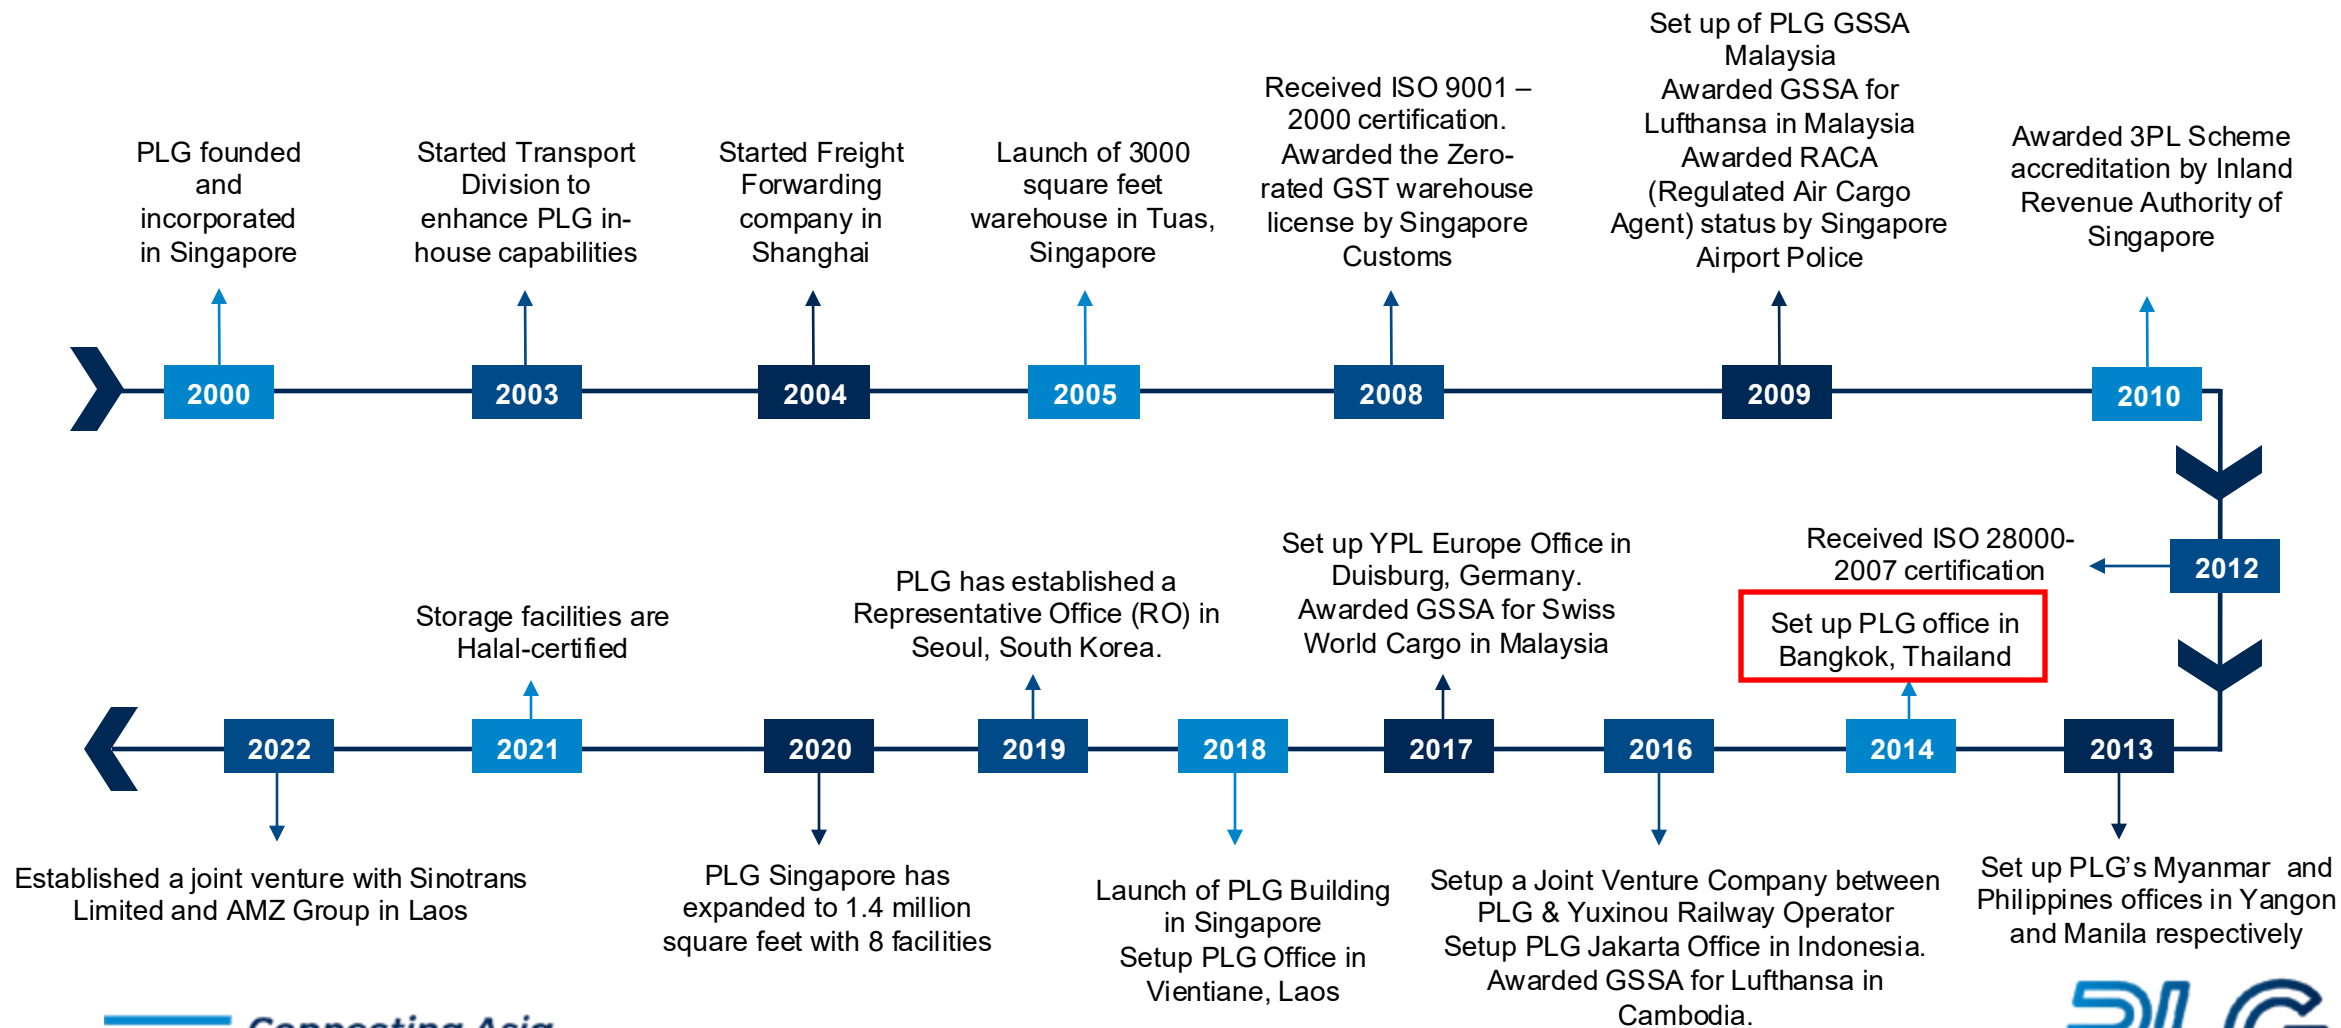 PLG founded
and
incorporated
in Singapore
Started Transport
Division to
enhance PLG in-
house capabilities
Started Freight
Forwarding
company in
Shanghai
Launch of 3000
square feet
warehouse in Tuas,
Singapore
Received ISO 9001 –
2000 certification.
Awarded the Zero-
rated GST warehouse
license by Singapore
Customs
Set up of PLG GSSA
Malaysia
Awarded GSSA for
Lufthansa in Malaysia
Awarded RACA
(Regulated Air Cargo
Agent) status by Singapore
Airport Police
Awarded 3PL Scheme
accreditation by Inland
Revenue Authority of
Singapore
2000
2003
2004
2005
2008
2009
2010
Received ISO 28000-
2007 certification
2012
Set up PLG office in
Bangkok, Thailand
Set up YPL Europe Office in
Duisburg, Germany.
Awarded GSSA for Swiss
World Cargo in Malaysia
PLG has established a
Representative Office (RO) in
Seoul, South Korea.
Storage facilities are
Halal-certified
2022
2021
2020
2019
2018
2017
2016
2014
2013
Established a joint venture with Sinotrans
Limited and AMZ Group in Laos
PLG Singapore has
expanded to 1.4 million
square feet with 8 facilities
Launch of PLG Building
in Singapore
Setup PLG Office in
Vientiane, Laos
Setup a Joint Venture Company between
PLG & Yuxinou Railway Operator
Setup PLG Jakarta Office in Indonesia.
Awarded GSSA for Lufthansa in
Cambodia.
Set up PLG's Myanmar and
Philippines offices in Yangon
and Manila respectively
Connecting Asia
PLG